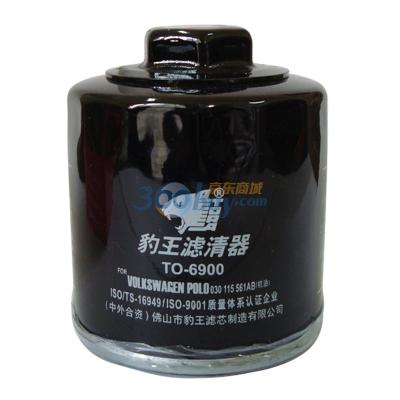 京东商城
360buy.com
豹王
豹王滤清器
TO-6900
FOR VOLKSWAGEN POLO 030 115 561AB(机油)
ISO/TS-16949/ISO-9001质量体系认证企业
(中外合资)佛山市豹王滤芯制造有限公司